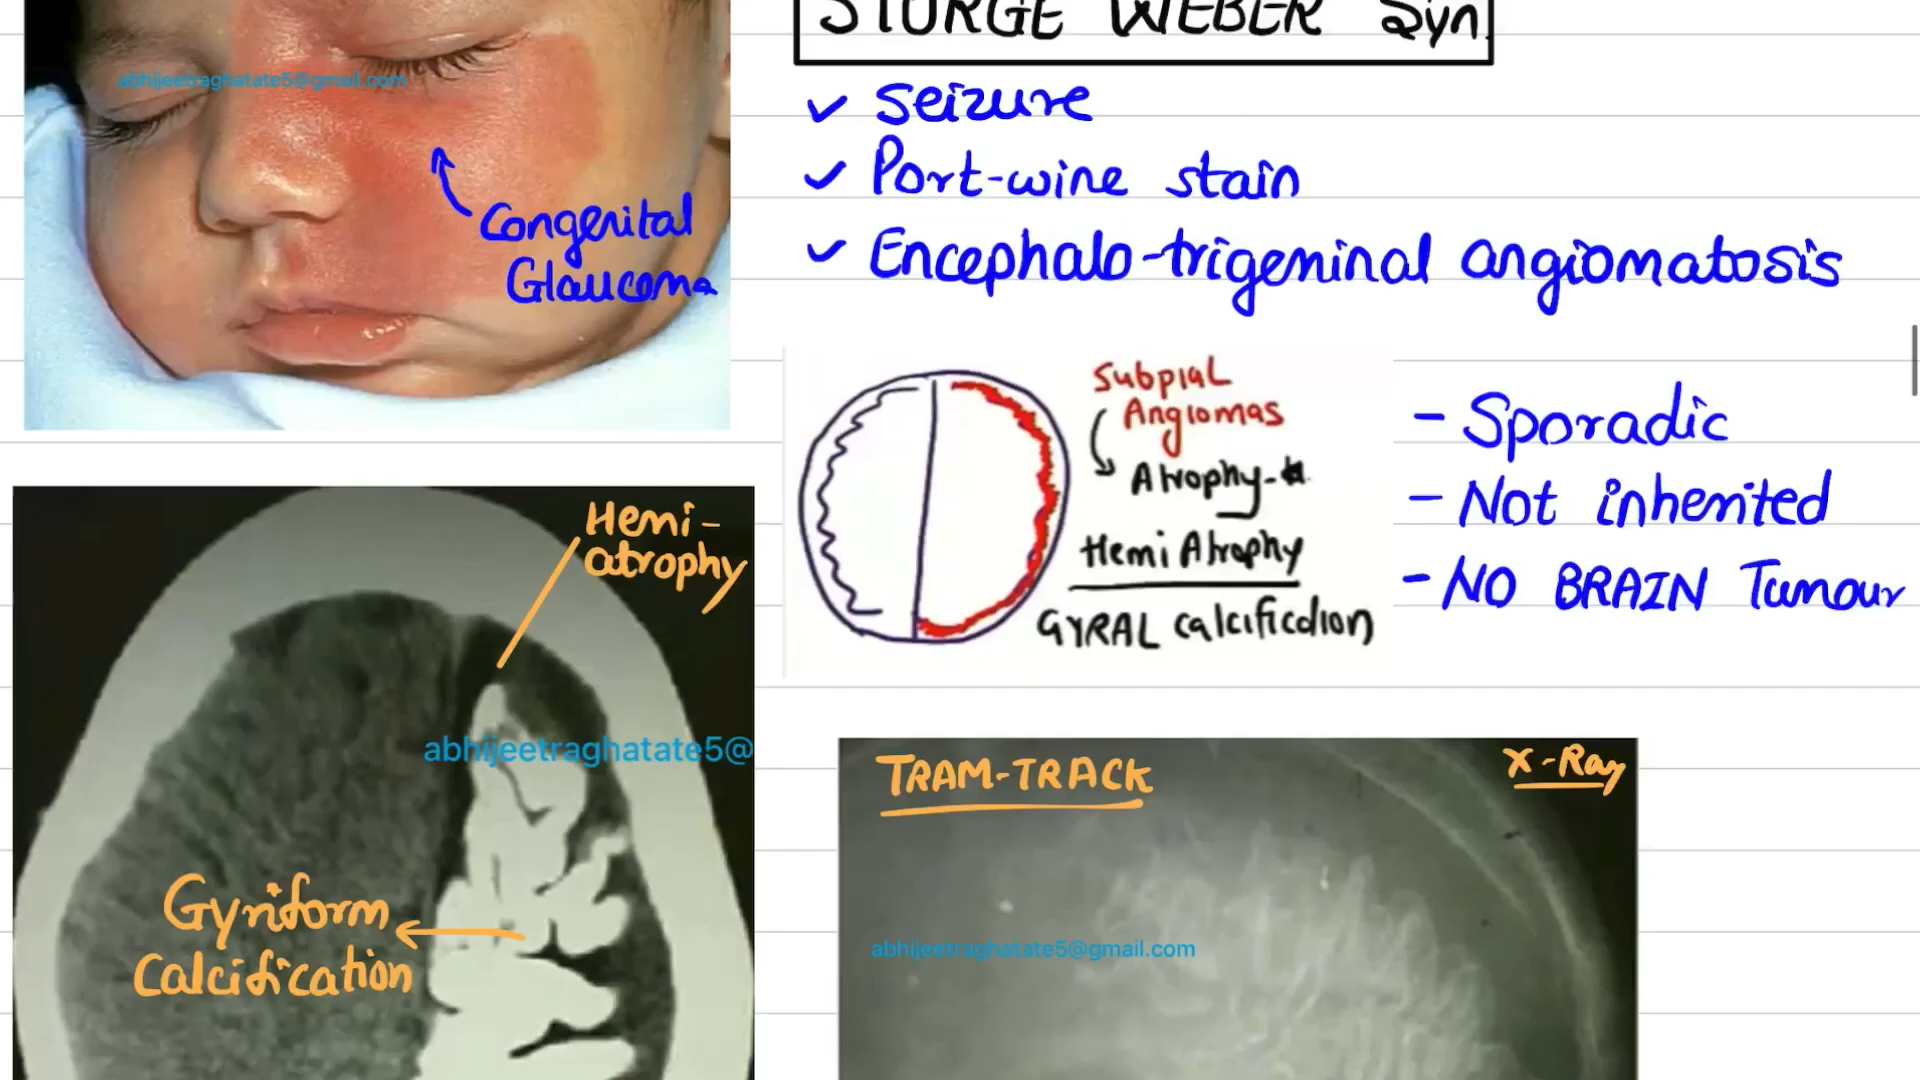 STURGE WEBER Syn
abhijeetraghatate5@gmail.com
✓ Seizure
✓ Port-wine stain
✓ Encephalo-trigeminal angiomatosis
Congenital
Glaucoma
Subpial
Angiomas
Atrophy
Hemi Atrophy
GYRAL calcification
- Sporadic
- Not inherited
- NO BRAIN Tumour
Hemi-
atrophy
abhijeetraghatate5@
Gyriform
Calcification
TRAM-TRACK
X-Ray
abhijeetraghatate5@gmail.com